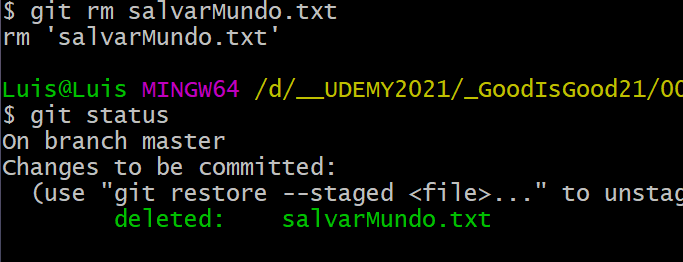 $ git rm salvarMundo.txt
rm 'salvarMundo.txt'
Luis@Luis MINGW64 /d/__UDEMY2021/_GoodIsGood21/00
$ git status
On branch master
Changes to be committed:
(use "git restore --staged <file>..." to unstag
deleted: salvarMundo.txt